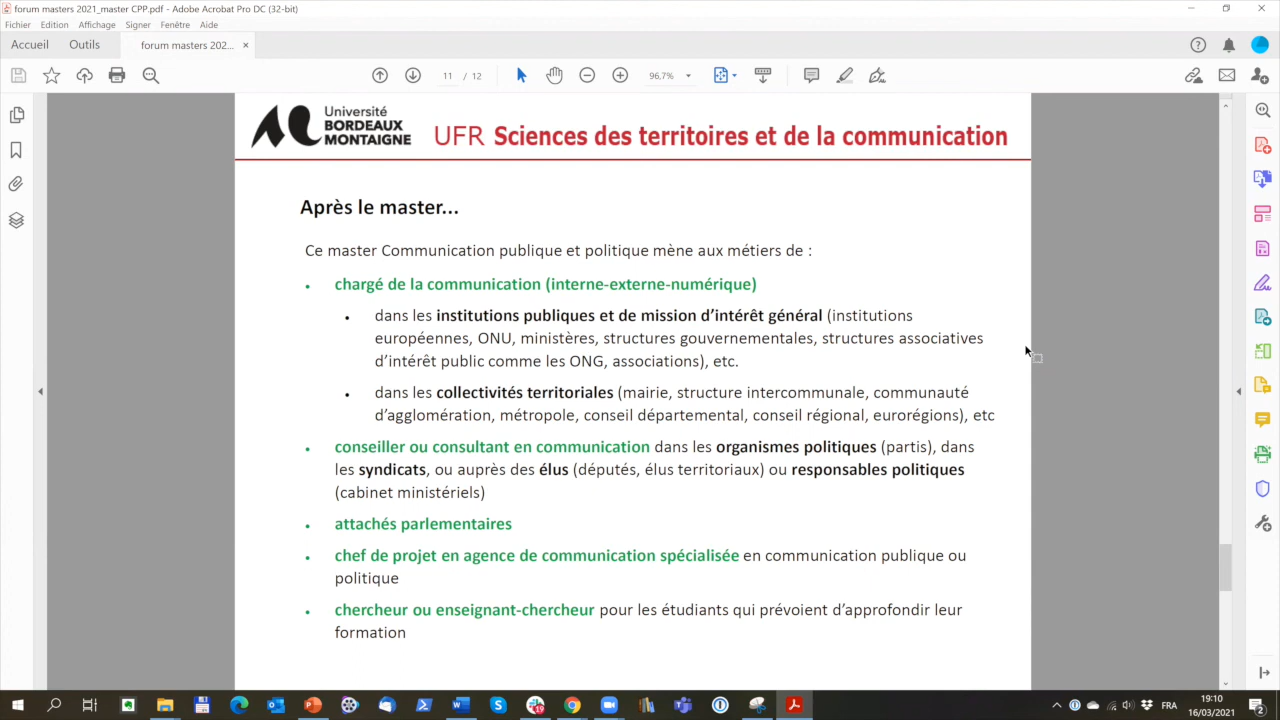 forum masters 2021_master CPP.pdf - Adobe Acrobat Pro DC (32-bit)
Fichier Edition Affichage Signer Fenêtre Aide
Accueil Outils forum masters 202... ×
11 / 12 96,7%
Université
BORDEAUX
MONTAIGNE
UFR Sciences des territoires et de la communication
Après le master...
Ce master Communication publique et politique mène aux métiers de :
• chargé de la communication (interne-externe-numérique)
• dans les institutions publiques et de mission d'intérêt général (institutions
européennes, ONU, ministères, structures gouvernementales, structures associatives
d'intérêt public comme les ONG, associations), etc.
• dans les collectivités territoriales (mairie, structure intercommunale, communauté
d'agglomération, métropole, conseil départemental, conseil régional, eurorégions), etc
• conseiller ou consultant en communication dans les organismes politiques (partis), dans
les syndicats, ou auprès des élus (députés, élus territoriaux) ou responsables politiques
(cabinet ministériels)
• attachés parlementaires
• chef de projet en agence de communication spécialisée en communication publique ou
politique
• chercheur ou enseignant-chercheur pour les étudiants qui prévoient d'approfondir leur
formation
FRA
19:10
16/03/2021